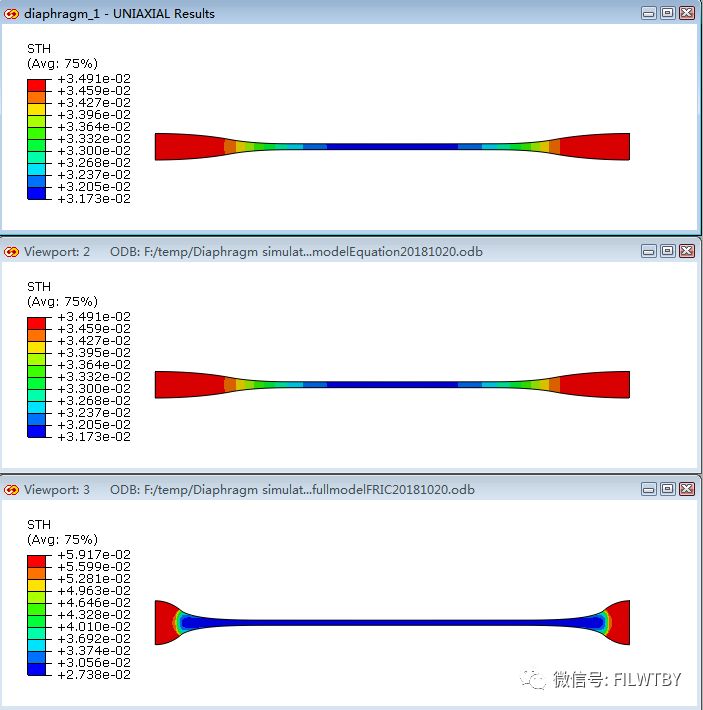 diaphragm_1 - UNIAXIAL Results
STH
(Avg: 75%)
+3.491e-02
+3.459e-02
+3.427e-02
+3.396e-02
+3.364e-02
+3.332e-02
+3.300e-02
+3.268e-02
+3.237e-02
+3.205e-02
+3.173e-02
Viewport: 2 ODB: F:/temp/Diaphragm simulat...modelEquation20181020.odb
STH
(Avg: 75%)
+3.491e-02
+3.459e-02
+3.427e-02
+3.395e-02
+3.364e-02
+3.332e-02
+3.300e-02
+3.268e-02
+3.237e-02
+3.205e-02
+3.173e-02
Viewport: 3 ODB: F:/temp/Diaphragm simulat...fullmodelFRIC20181020.odb
STH
(Avg: 75%)
+5.917e-02
+5.599e-02
+5.281e-02
+4.963e-02
+4.646e-02
+4.328e-02
+4.010e-02
+3.692e-02
+3.374e-02
+3.056e-02
+2.738e-02
微信号: FILWTBY